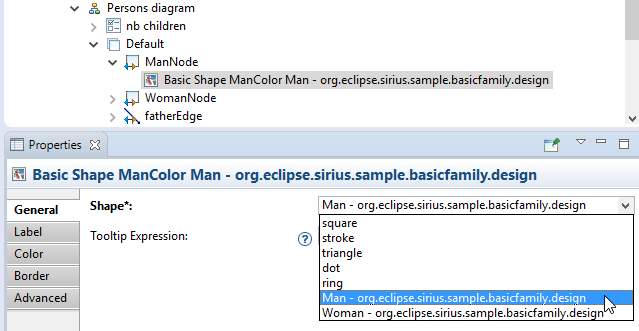 Persons diagram
nb children
Default
ManNode
Basic Shape ManColor Man - org.eclipse.sirius.sample.basicfamily.design
WomanNode
fatherEdge
Properties
Basic Shape ManColor Man - org.eclipse.sirius.sample.basicfamily.design
General
Label
Color
Border
Advanced
Shape*:
Man - org.eclipse.sirius.sample.basicfamily.design
Tooltip Expression:
?
square
stroke
triangle
dot
ring
Man - org.eclipse.sirius.sample.basicfamily.design
Woman - org.eclipse.sirius.sample.basicfamily.design